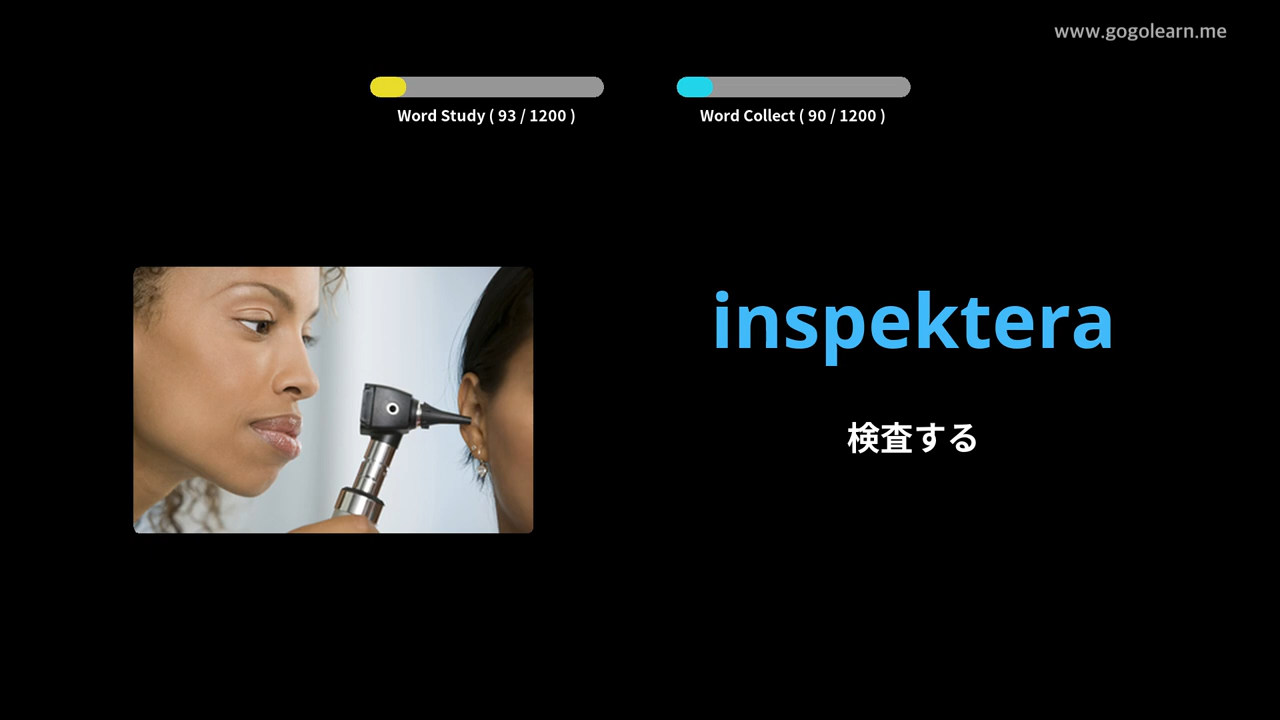 www.gogolearn.me
Word Study ( 93 / 1200 )
Word Collect ( 90 / 1200 )
inspektera
検査する